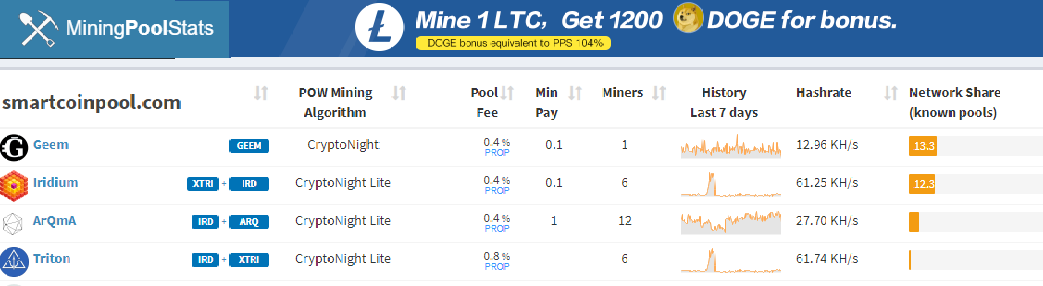 MiningPoolStats
Mine 1 LTC, Get 1200 DOGE for bonus.
DOGE bonus equivalent to PPS 104%
smartcoinpool.com
POW Mining Algorithm
Pool Fee
Min Pay
Miners
History Last 7 days
Hashrate
Network Share (known pools)
Geem GEEM CryptoNight 0.4 % PROP 0.1 1 12.96 KH/s 13.3
Iridium XTRI + IRD CryptoNight Lite 0.4 % PROP 0.1 6 61.25 KH/s 12.3
ArQmA IRD + ARQ CryptoNight Lite 0.4 % PROP 1 12 27.70 KH/s
Triton IRD + XTRI CryptoNight Lite 0.8 % PROP 6 61.74 KH/s